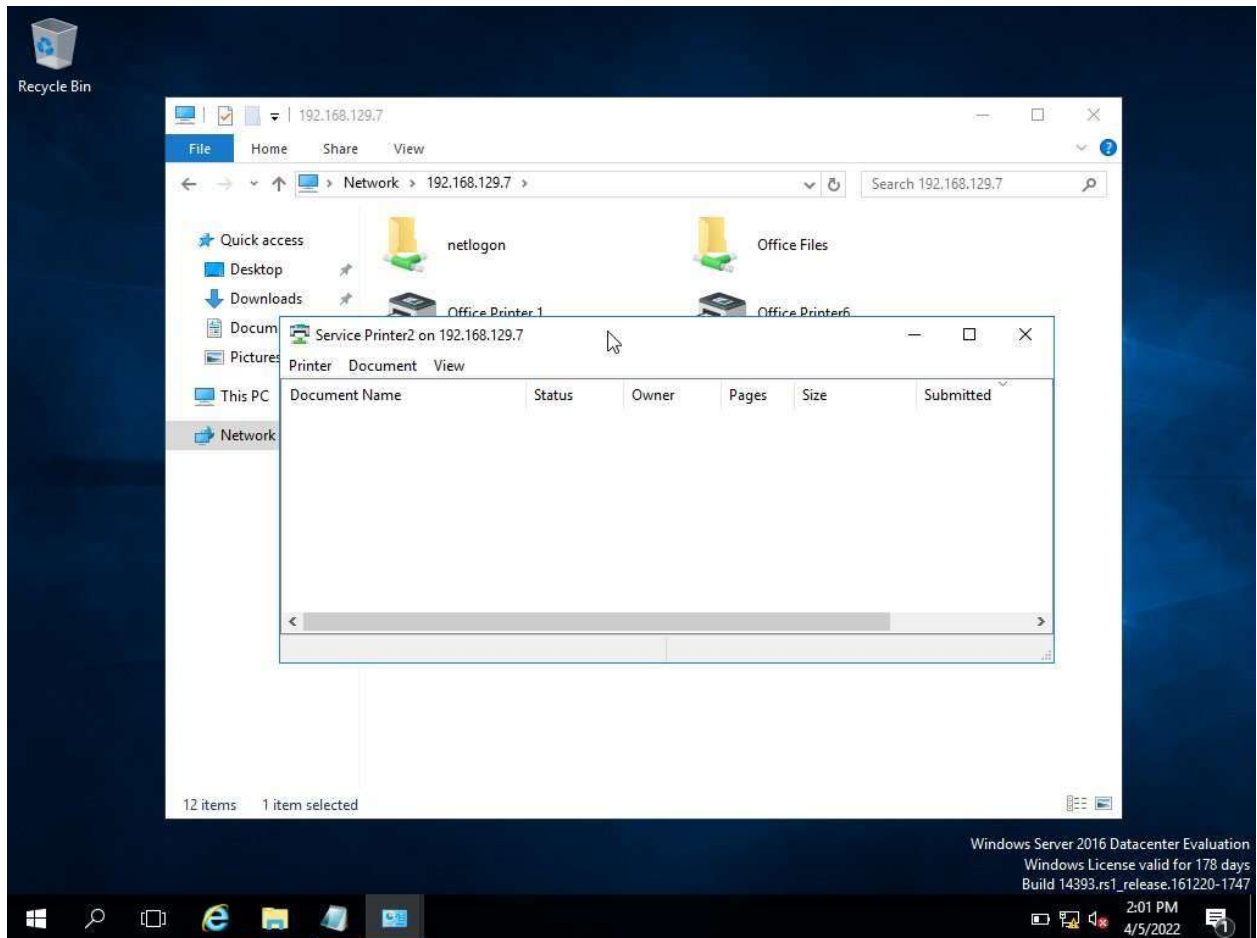 Recycle Bin
192.168.129.7
File Home Share View
Network > 192.168.129.7 >
Search 192.168.129.7
Quick access
Desktop
Downloads
Docum
Pictures
This PC
Network
netlogon
Office Files
Office Printer 1
Office Printer6
Service Printer2 on 192.168.129.7
Printer Document View
Document Name Status Owner Pages Size Submitted
12 items 1 item selected
Windows Server 2016 Datacenter Evaluation
Windows License valid for 178 days
Build 14393.rs1_release.161220-1747
2:01 PM
4/5/2022
1